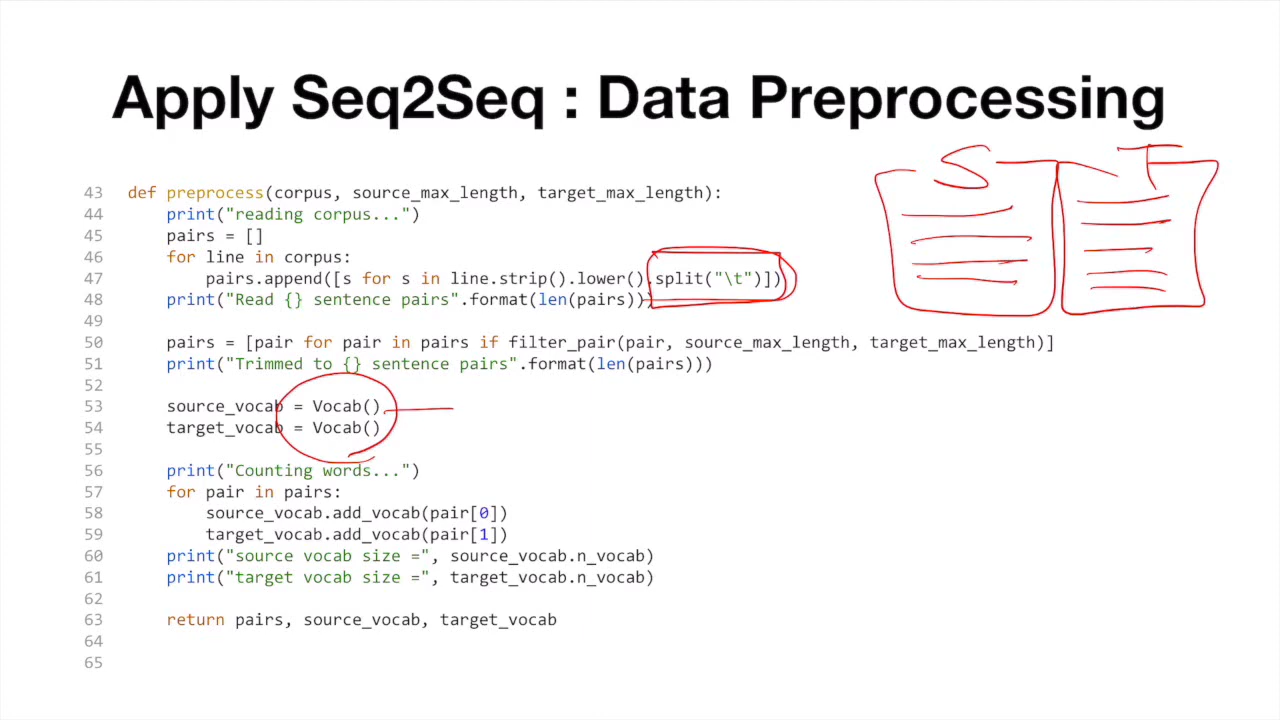 Apply Seq2Seq : Data Preprocessing
S T
43 def preprocess(corpus, source_max_length, target_max_length):
44 print("reading corpus...")
45 pairs = []
46 for line in corpus:
47 pairs.append([s for s in line.strip().lower().split("\t")])
48 print("Read {} sentence pairs".format(len(pairs)))
49
50 pairs = [pair for pair in pairs if filter_pair(pair, source_max_length, target_max_length)]
51 print("Trimmed to {} sentence pairs".format(len(pairs)))
52
53 source_vocab = Vocab()
54 target_vocab = Vocab()
55
56 print("Counting words...")
57 for pair in pairs:
58 source_vocab.add_vocab(pair[0])
59 target_vocab.add_vocab(pair[1])
60 print("source vocab size =", source_vocab.n_vocab)
61 print("target vocab size =", target_vocab.n_vocab)
62
63 return pairs, source_vocab, target_vocab
64
65